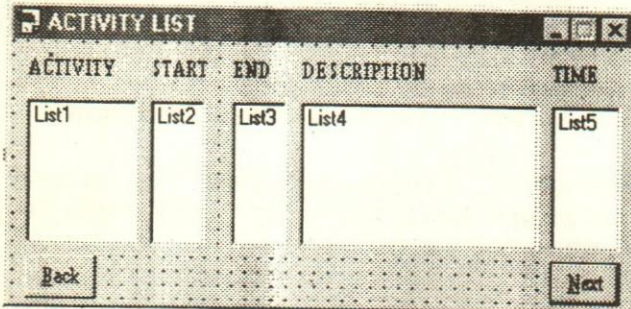 ACTIVITY LIST
ACTIVITY START END DESCRIPTION TIME
List1 List2 List3 List4 List5
Back Next